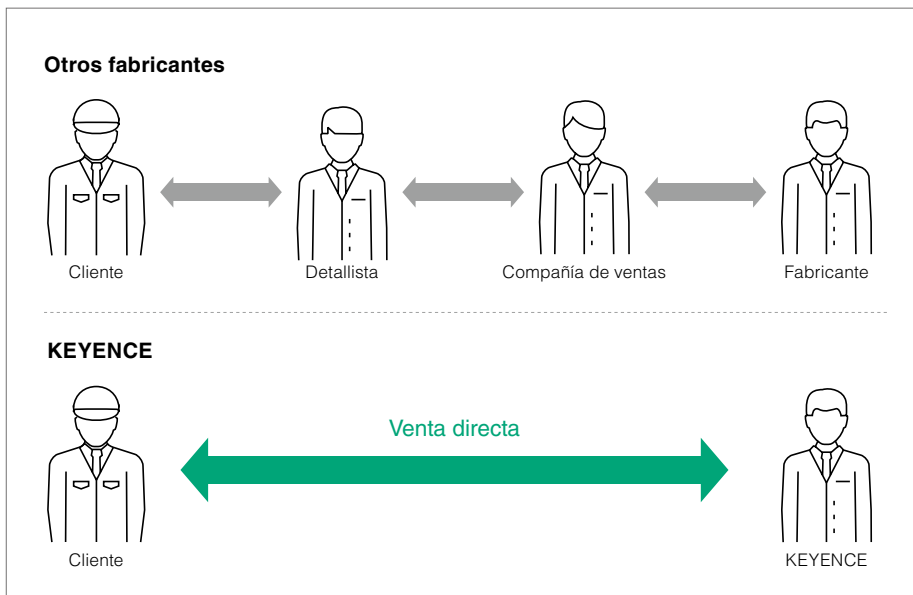 Otros fabricantes
Cliente
Detallista
Compañía de ventas
Fabricante
KEYENCE
Venta directa
Cliente
KEYENCE